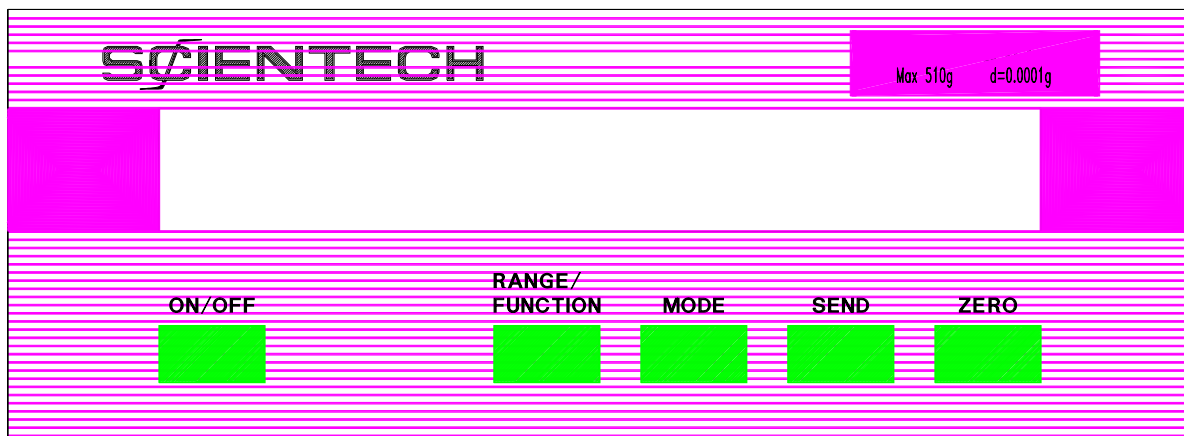 SCIENTECH
Max 510g d=0.0001g
RANGE/
FUNCTION
ON/OFF
MODE
SEND
ZERO